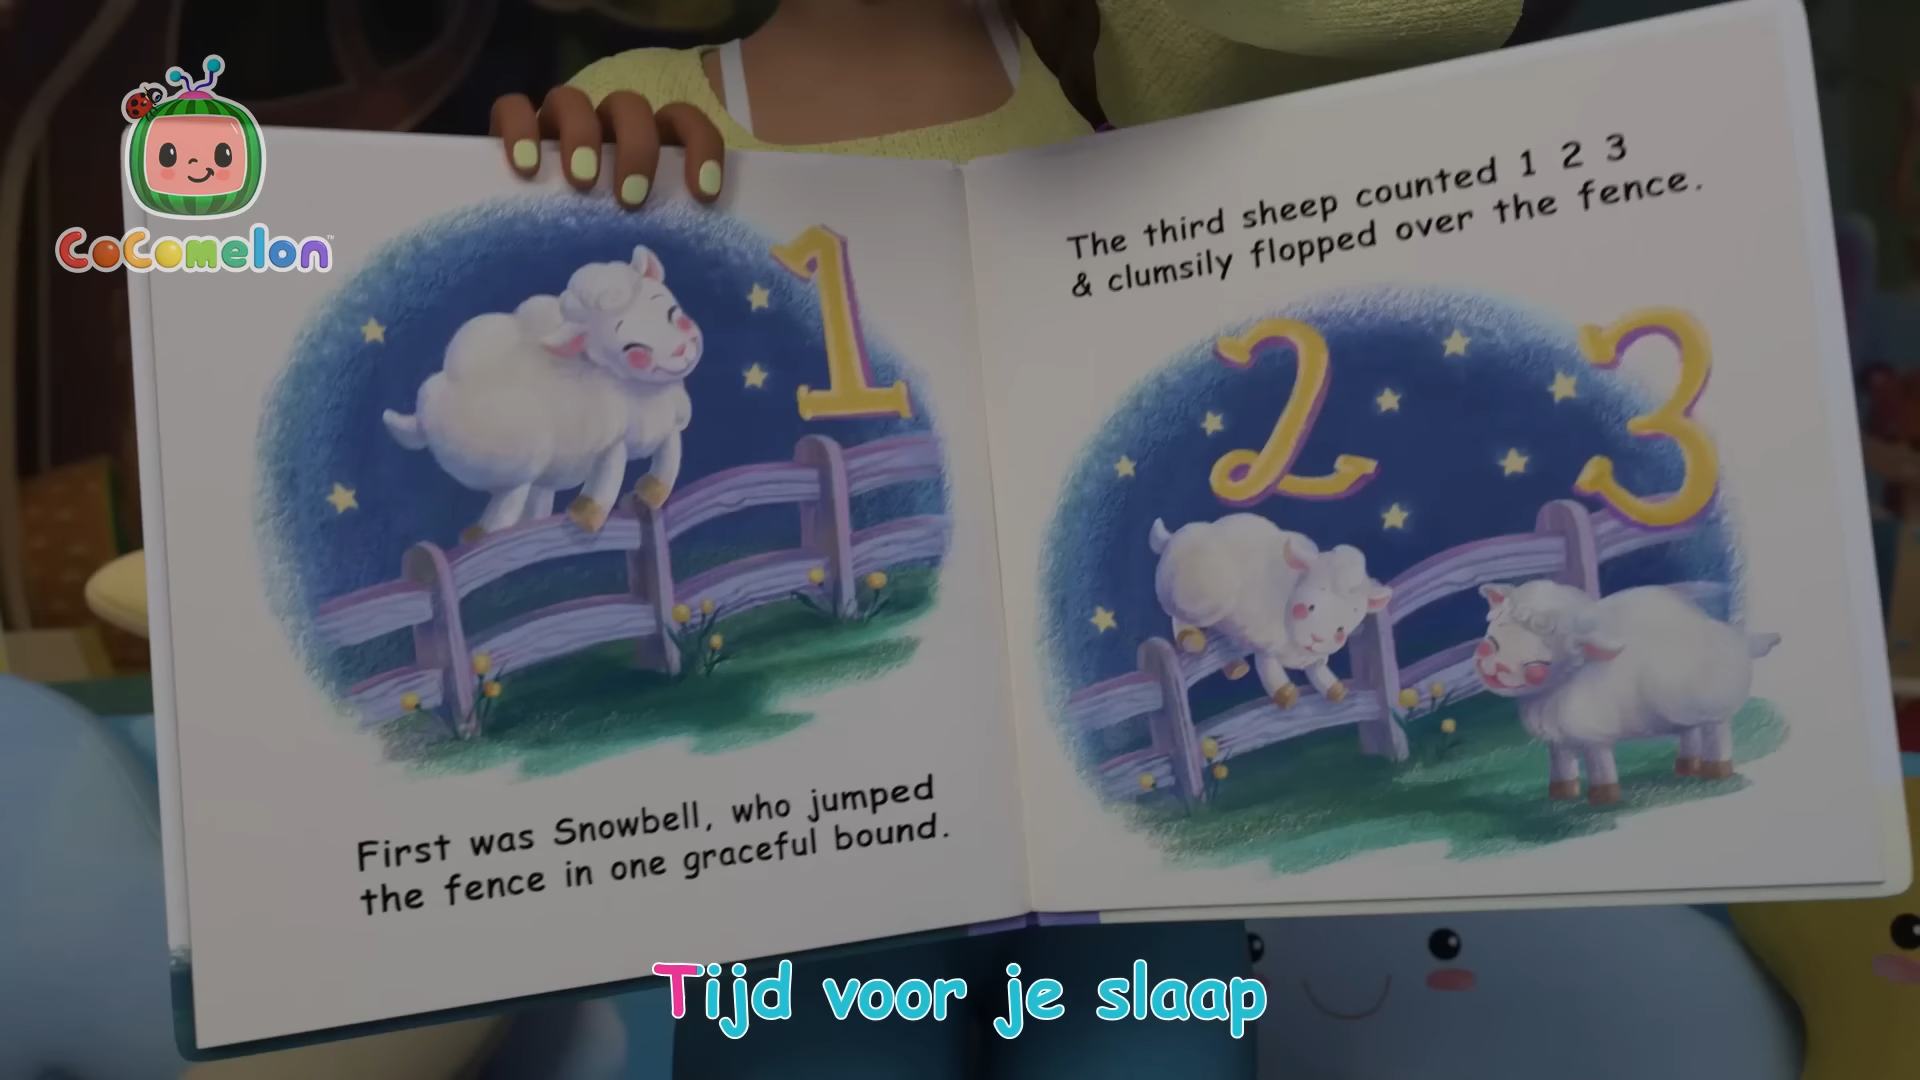 CoCoMelon™
1
First was Snowbell, who jumped
the fence in one graceful bound.
The third sheep counted 1 2 3
& clumsily flopped over the fence.
2 3
Tijd voor je slaap